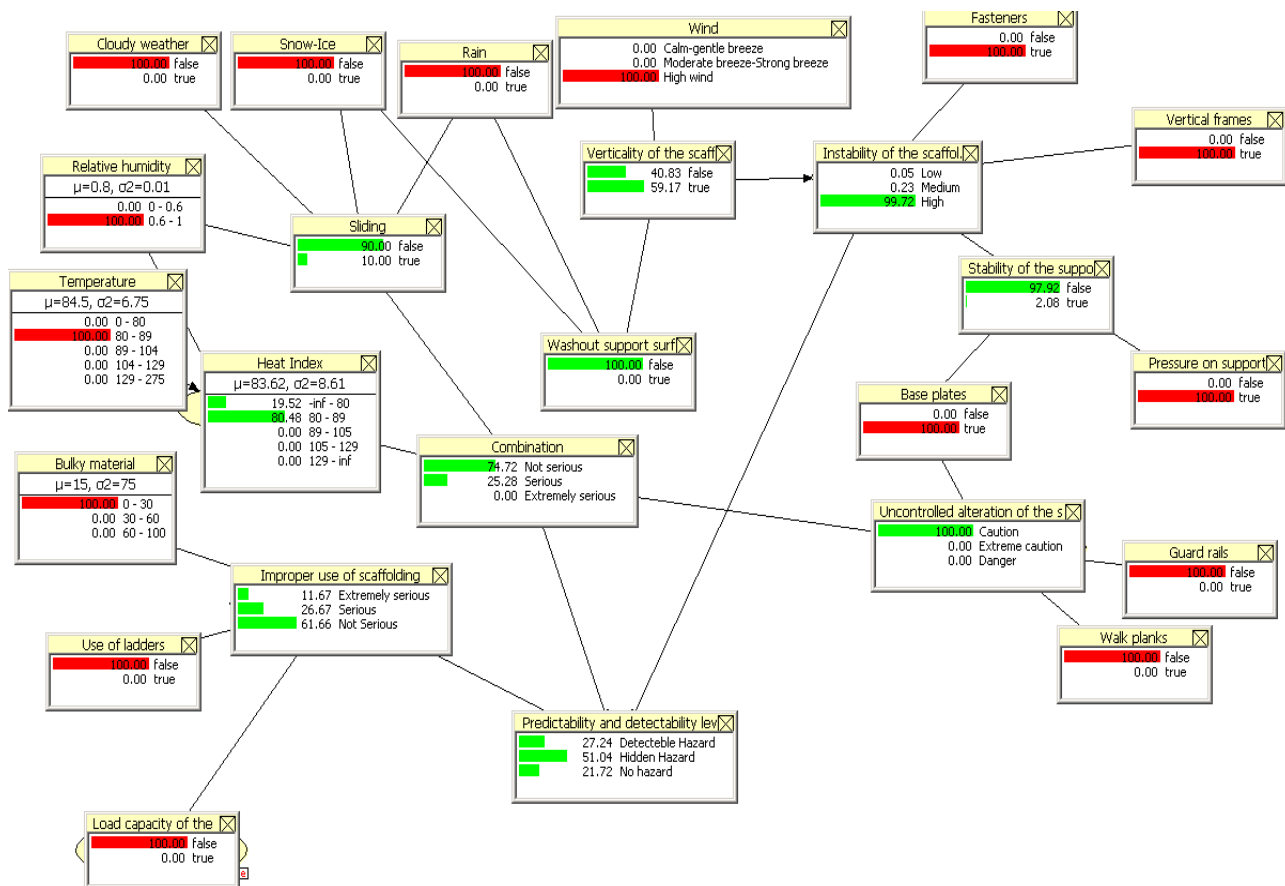 Cloudy weather
100.00 false
0.00 true
Snow-Ice
100.00 false
0.00 true
Rain
100.00 false
0.00 true
Wind
0.00 Calm-gentle breeze
0.00 Moderate breeze-Strong breeze
100.00 High wind
Fasteners
0.00 false
100.00 true
Vertical frames
0.00 false
100.00 true
Relative humidity
μ=0.8, σ2=0.01
0.00 0 - 0.6
100.00 0.6 - 1
Verticality of the scaff
40.83 false
59.17 true
Instability of the scaffol.
0.05 Low
0.23 Medium
99.72 High
Sliding
90.00 false
10.00 true
Temperature
μ=84.5, σ2=6.75
0.00 0 - 80
100.00 80 - 89
0.00 89 - 104
0.00 104 - 129
0.00 129 - 275
Stability of the suppo
97.92 false
2.08 true
Washout support surf
100.00 false
0.00 true
Heat Index
μ=83.62, σ2=8.61
19.52 -inf - 80
80.48 80 - 89
0.00 89 - 105
0.00 105 - 129
0.00 129 - inf
Pressure on support
0.00 false
100.00 true
Base plates
0.00 false
100.00 true
Combination
74.72 Not serious
25.28 Serious
0.00 Extremely serious
Bulky material
μ=15, σ2=75
100.00 0 - 30
0.00 30 - 60
0.00 60 - 100
Uncontrolled alteration of the s
100.00 Caution
0.00 Extreme caution
0.00 Danger
Guard rails
100.00 false
0.00 true
Improper use of scaffolding
11.67 Extremely serious
26.67 Serious
61.66 Not Serious
Use of ladders
100.00 false
0.00 true
Walk planks
100.00 false
0.00 true
Predictability and detectability lev
27.24 Detecteble Hazard
51.04 Hidden Hazard
21.72 No hazard
Load capacity of the
100.00 false
0.00 true
e